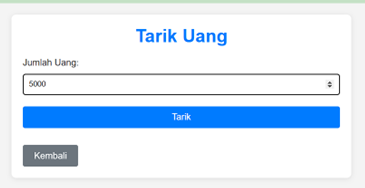 Tarik Uang
Jumlah Uang:
5000
Tarik
Kembali